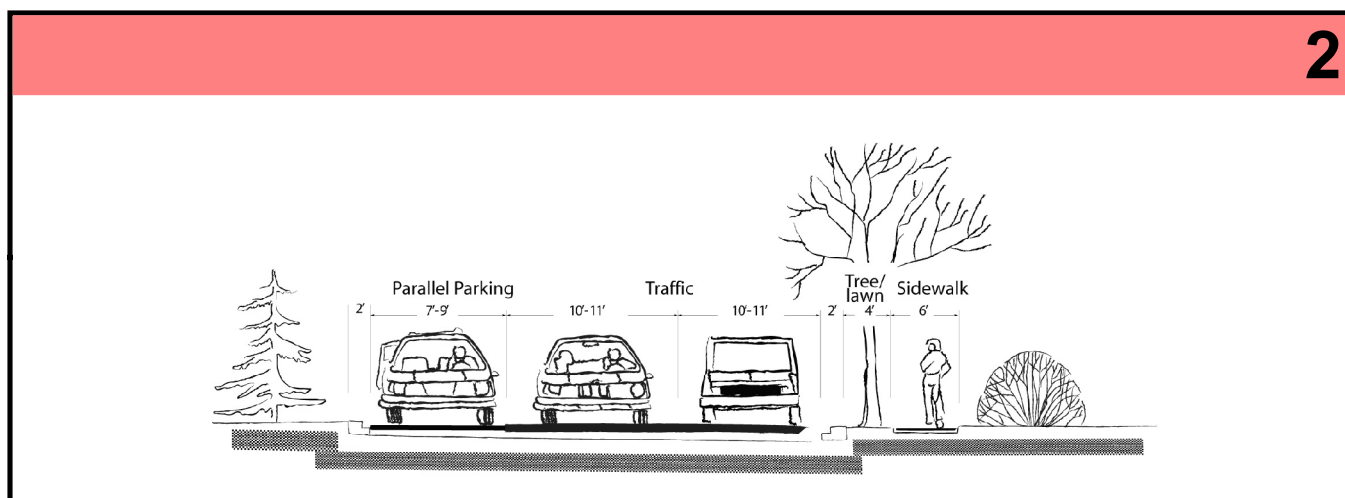 2
Parallel Parking Traffic Tree/
lawn Sidewalk
2' 7'-9' 10'-11' 10'-11' 2' 4' 6'